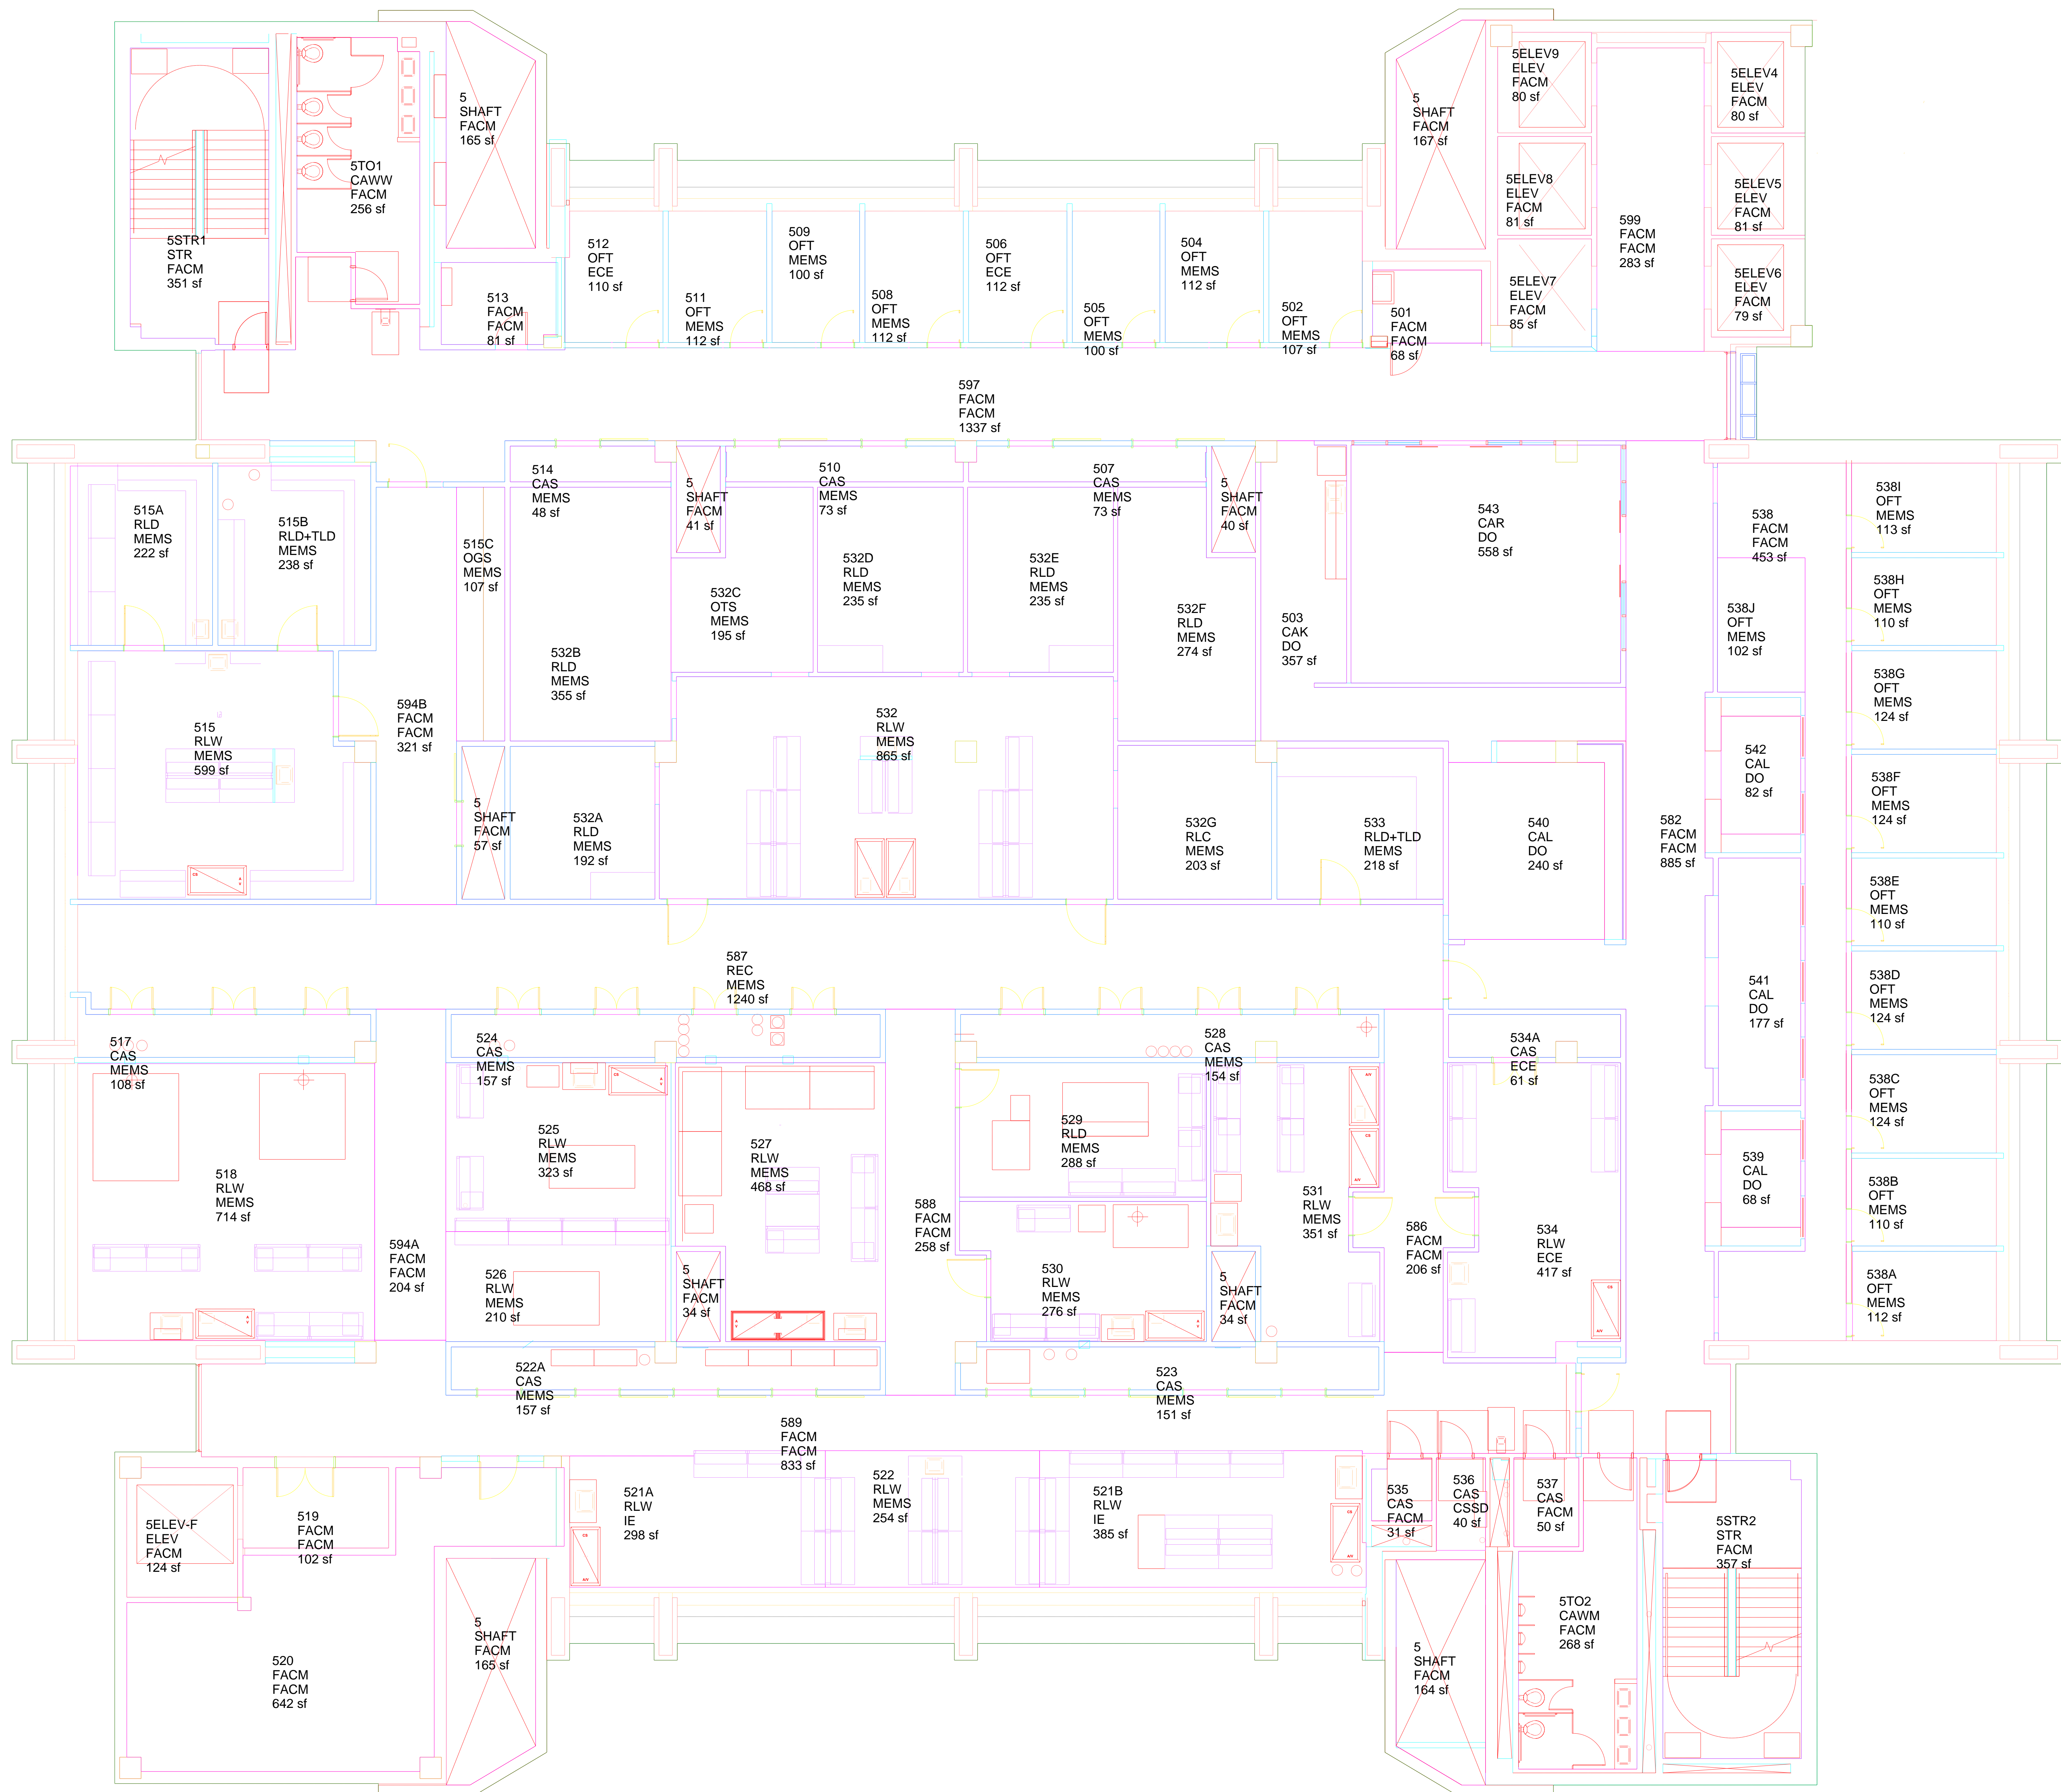 5STR1
STR
FACM
351 sf
5TO1
CAWW
FACM
256 sf
5
SHAFT
FACM
165 sf
513
FACM
FACM
81 sf
512
OFT
ECE
110 sf
511
OFT
MEMS
112 sf
509
OFT
MEMS
100 sf
508
OFT
MEMS
112 sf
506
OFT
ECE
112 sf
505
OFT
MEMS
100 sf
504
OFT
MEMS
112 sf
502
OFT
MEMS
107 sf
501
FACM
FACM
68 sf
5
SHAFT
FACM
167 sf
5ELEV9
ELEV
FACM
80 sf
5ELEV8
ELEV
FACM
81 sf
5ELEV7
ELEV
FACM
85 sf
599
FACM
FACM
283 sf
5ELEV4
ELEV
FACM
80 sf
5ELEV5
ELEV
FACM
81 sf
5ELEV6
ELEV
FACM
79 sf
597
FACM
FACM
1337 sf
515A
RLD
MEMS
222 sf
515B
RLD+TLD
MEMS
238 sf
515C
OGS
MEMS
107 sf
514
CAS
MEMS
48 sf
5
SHAFT
FACM
41 sf
510
CAS
MEMS
73 sf
507
CAS
MEMS
73 sf
5
SHAFT
FACM
40 sf
543
CAR
DO
558 sf
538
FACM
FACM
453 sf
538I
OFT
MEMS
113 sf
532C
OTS
MEMS
195 sf
532D
RLD
MEMS
235 sf
532E
RLD
MEMS
235 sf
532F
RLD
MEMS
274 sf
503
CAK
DO
357 sf
538J
OFT
MEMS
102 sf
538H
OFT
MEMS
110 sf
532B
RLD
MEMS
355 sf
594B
FACM
FACM
321 sf
515
RLW
MEMS
599 sf
532
RLW
MEMS
865 sf
538G
OFT
MEMS
124 sf
542
CAL
DO
82 sf
538F
OFT
MEMS
124 sf
5
SHAFT
FACM
57 sf
532A
RLD
MEMS
192 sf
532G
RLC
MEMS
203 sf
533
RLD+TLD
MEMS
218 sf
540
CAL
DO
240 sf
582
FACM
FACM
885 sf
538E
OFT
MEMS
110 sf
587
REC
MEMS
1240 sf
541
CAL
DO
177 sf
538D
OFT
MEMS
124 sf
517
CAS
MEMS
108 sf
524
CAS
MEMS
157 sf
528
CAS
MEMS
154 sf
534A
CAS
ECE
61 sf
538C
OFT
MEMS
124 sf
518
RLW
MEMS
714 sf
525
RLW
MEMS
323 sf
527
RLW
MEMS
468 sf
529
RLD
MEMS
288 sf
531
RLW
MEMS
351 sf
539
CAL
DO
68 sf
538B
OFT
MEMS
110 sf
594A
FACM
FACM
204 sf
588
FACM
FACM
258 sf
586
FACM
FACM
206 sf
534
RLW
ECE
417 sf
526
RLW
MEMS
210 sf
5
SHAFT
FACM
34 sf
530
RLW
MEMS
276 sf
5
SHAFT
FACM
34 sf
538A
OFT
MEMS
112 sf
522A
CAS
MEMS
157 sf
523
CAS
MEMS
151 sf
589
FACM
FACM
833 sf
5ELEV-F
ELEV
FACM
124 sf
519
FACM
FACM
102 sf
521A
RLW
IE
298 sf
522
RLW
MEMS
254 sf
521B
RLW
IE
385 sf
535
CAS
FACM
31 sf
536
CAS
CSSD
40 sf
537
CAS
FACM
50 sf
5STR2
STR
FACM
357 sf
520
FACM
FACM
642 sf
5
SHAFT
FACM
165 sf
5
SHAFT
FACM
164 sf
5TO2
CAWM
FACM
268 sf